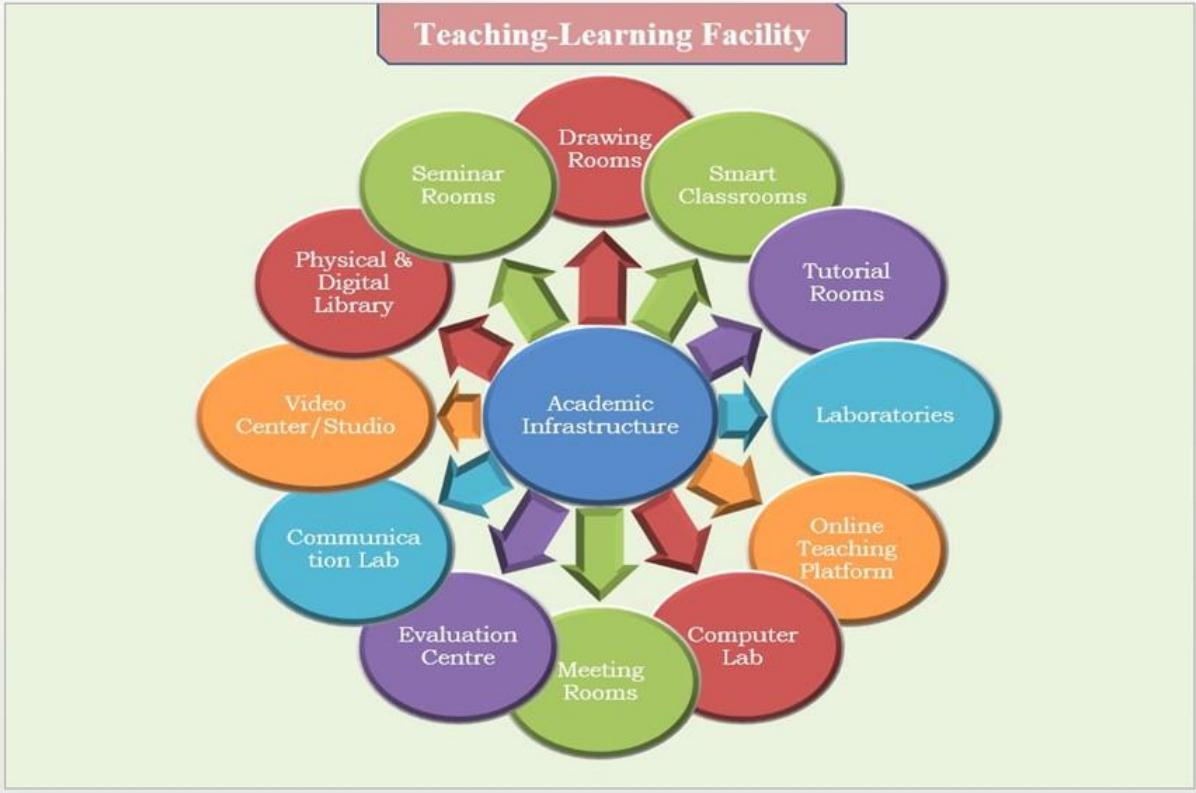 Teaching-Learning Facility
Drawing
Rooms
Smart
Classrooms
Tutorial
Rooms
Laboratories
Online
Teaching
Platform
Computer
Lab
Meeting
Rooms
Evaluation
Centre
Communica
tion Lab
Video
Center/Studio
Physical &
Digital
Library
Seminar
Rooms
Academic
Infrastructure